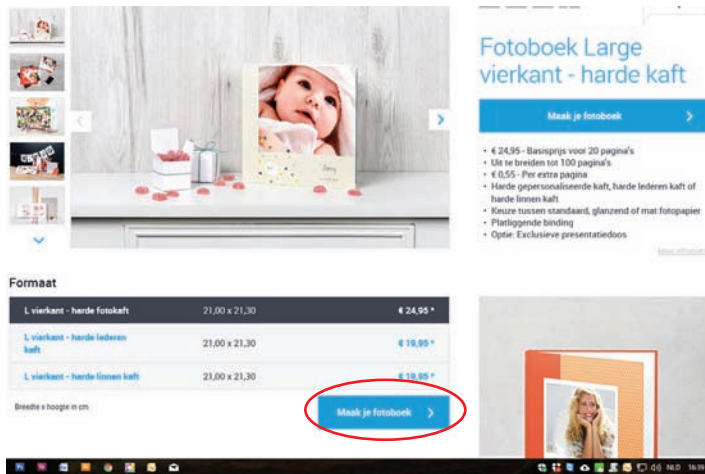 Fotoboek Large
vierkant - harde kaft
Maak je fotoboek
• € 24,95 - Basisprijs voor 20 pagina's
• Uit te breiden tot 100 pagina's
• € 0,55 - Per extra pagina
• Harde gepersonaliseerde kaft, harde lederen kaft of
harde linnen kaft
• Keuze tussen standaard, glanzend of mat fotopapier
• Platliggende binding
• Optie: Exclusieve presentatiedoos
Formaat
L vierkant - harde fotokaft 21,00 x 21,30 € 24,95 *
L vierkant - harde lederen
kaft 21,00 x 21,30 € 19,95 *
L vierkant - harde linnen kaft 21,00 x 21,30 € 19,95 *
Breedte x hoogte in cm
Maak je fotoboek
NLD 16:39